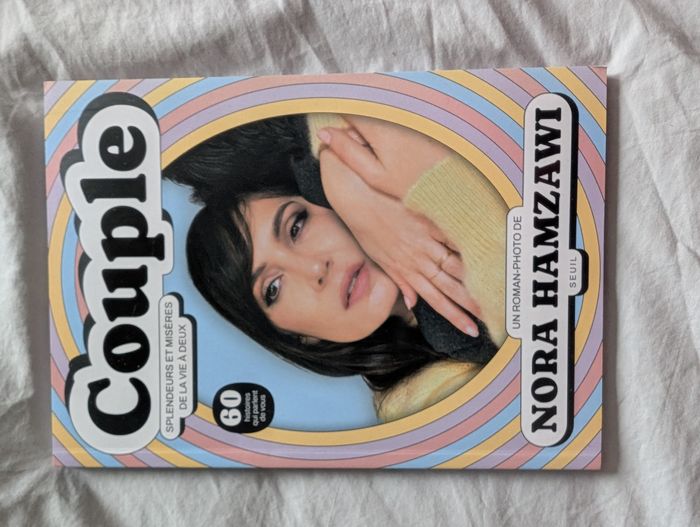 Couple
SPLENDEURS ET MISÈRES
DE LA VIE À DEUX
60
histoires
qui parlent
de vous
UN ROMAN-PHOTO DE
NORA HAMZAWI
SEUIL